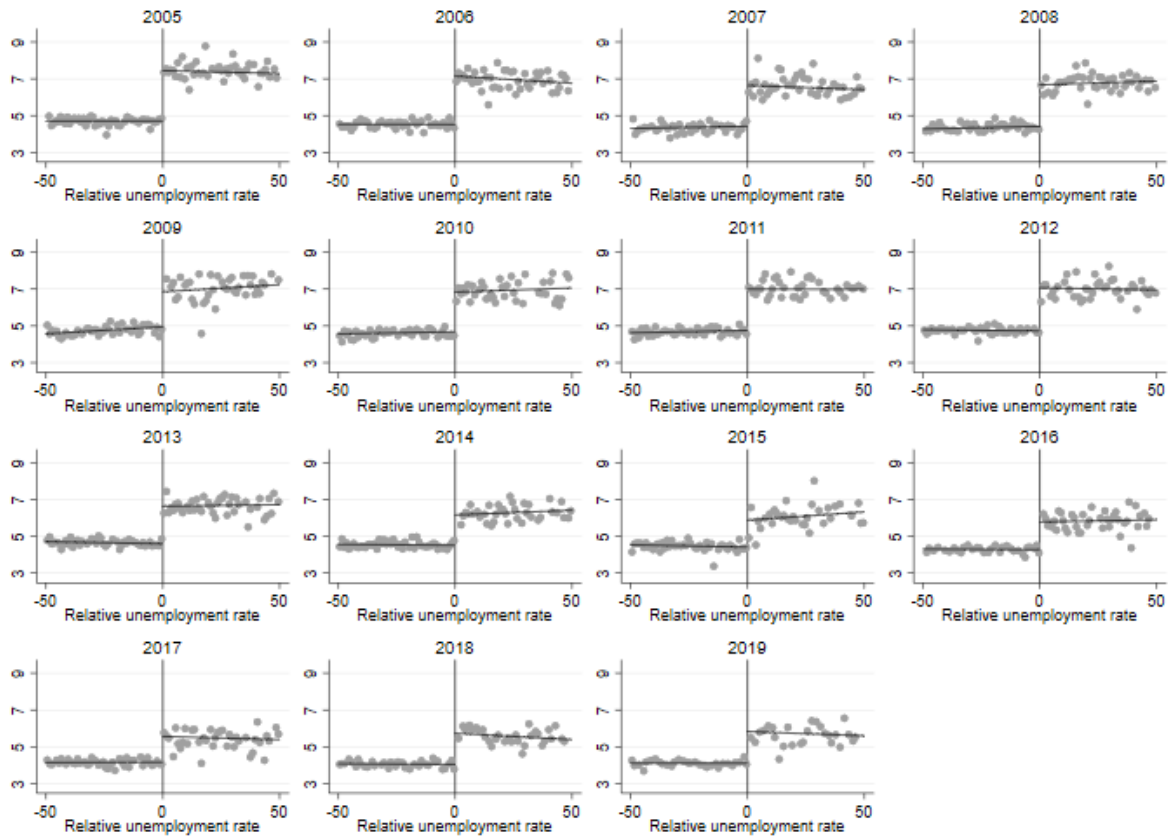 2005 2006 2007 2008
9 9 9 9
7 7 7 7
5 5 5 5
3 3 3 3
-50 0 50 -50 0 50 -50 0 50 -50 0 50
Relative unemployment rate Relative unemployment rate Relative unemployment rate Relative unemployment rate
2009 2010 2011 2012
9 9 9 9
7 7 7 7
5 5 5 5
3 3 3 3
-50 0 50 -50 0 50 -50 0 50 -50 0 50
Relative unemployment rate Relative unemployment rate Relative unemployment rate Relative unemployment rate
2013 2014 2015 2016
9 9 9 9
7 7 7 7
5 5 5 5
3 3 3 3
-50 0 50 -50 0 50 -50 0 50 -50 0 50
Relative unemployment rate Relative unemployment rate Relative unemployment rate Relative unemployment rate
2017 2018 2019
9 9 9
7 7 7
5 5 5
3 3 3
-50 0 50 -50 0 50 -50 0 50
Relative unemployment rate Relative unemployment rate Relative unemployment rate